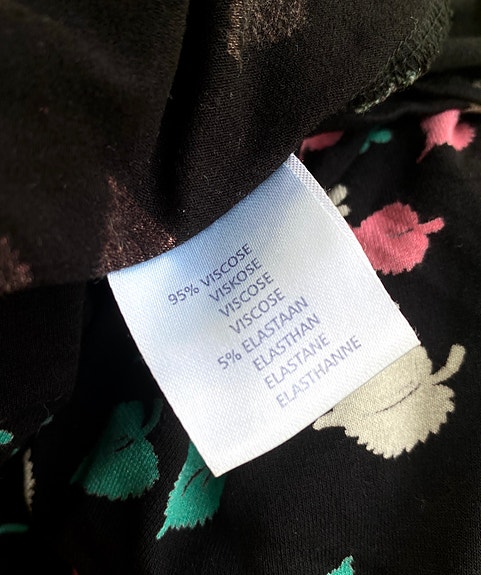 95% VISCOSE
VISKOSE
VISCOSE
VISCOSE
5% ELASTAAN
ELASTHAN
ELASTANE
ELASTHANNE